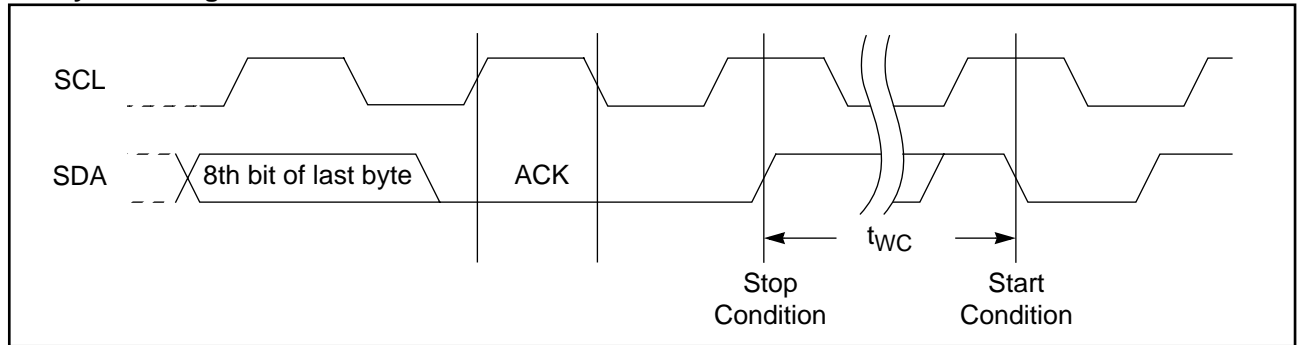 SCL
SDA
8th bit of last byte
ACK
tWC
Stop
Condition
Start
Condition